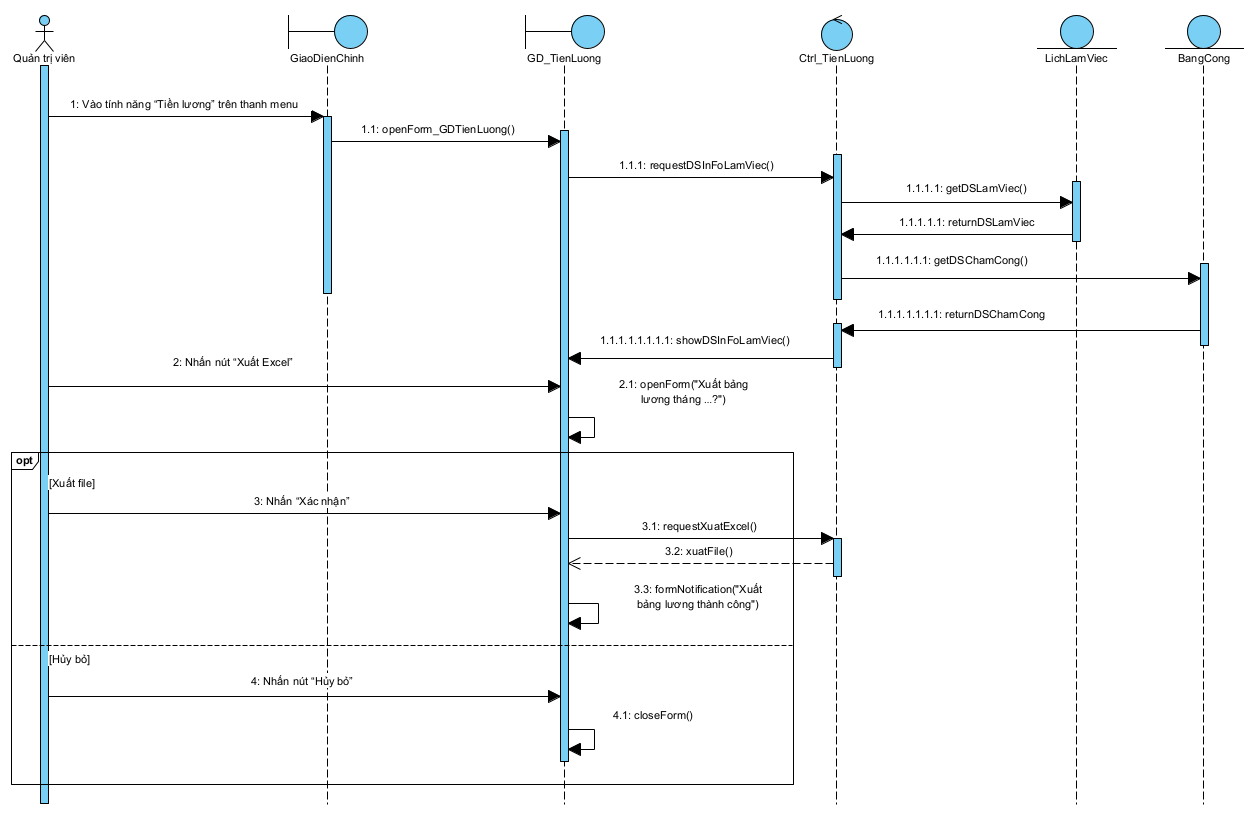 Quản trị viên
GiaoDienChinh
GD_TienLuong
Ctrl_TienLuong
LichLamViec
BangCong
1: Vào tính năng “Tiền lương” trên thanh menu
1.1: openForm_GDTienLuong()
1.1.1: requestDSInFoLamViec()
1.1.1.1: getDSLamViec()
1.1.1.1.1: returnDSLamViec
1.1.1.1.1.1: getDSChamCong()
1.1.1.1.1.1.1: returnDSChamCong
1.1.1.1.1.1.1.1: showDSInFoLamViec()
2: Nhấn nút “Xuất Excel”
2.1: openForm("Xuất bảng
lương tháng ...?")
opt
[Xuất file]
3: Nhấn “Xác nhận”
3.1: requestXuatExcel()
3.2: xuatFile()
3.3: formNotification("Xuất
bảng lương thành công")
[Hủy bỏ]
4: Nhấn nút “Hủy bỏ”
4.1: closeForm()